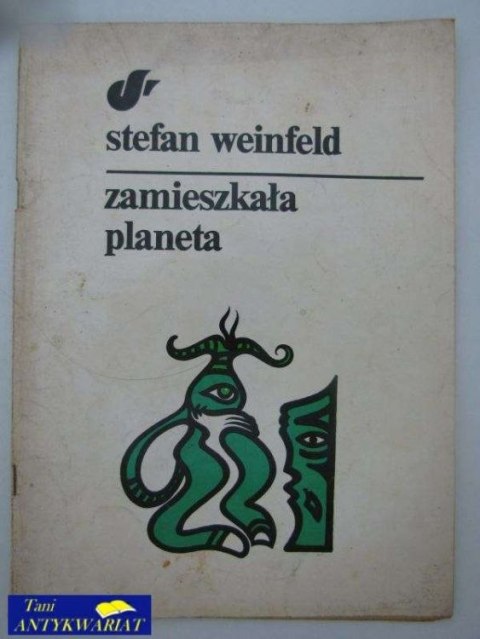 stefan weinfeld
zamieszkała
planeta
Tani
ANTYKWARIAT